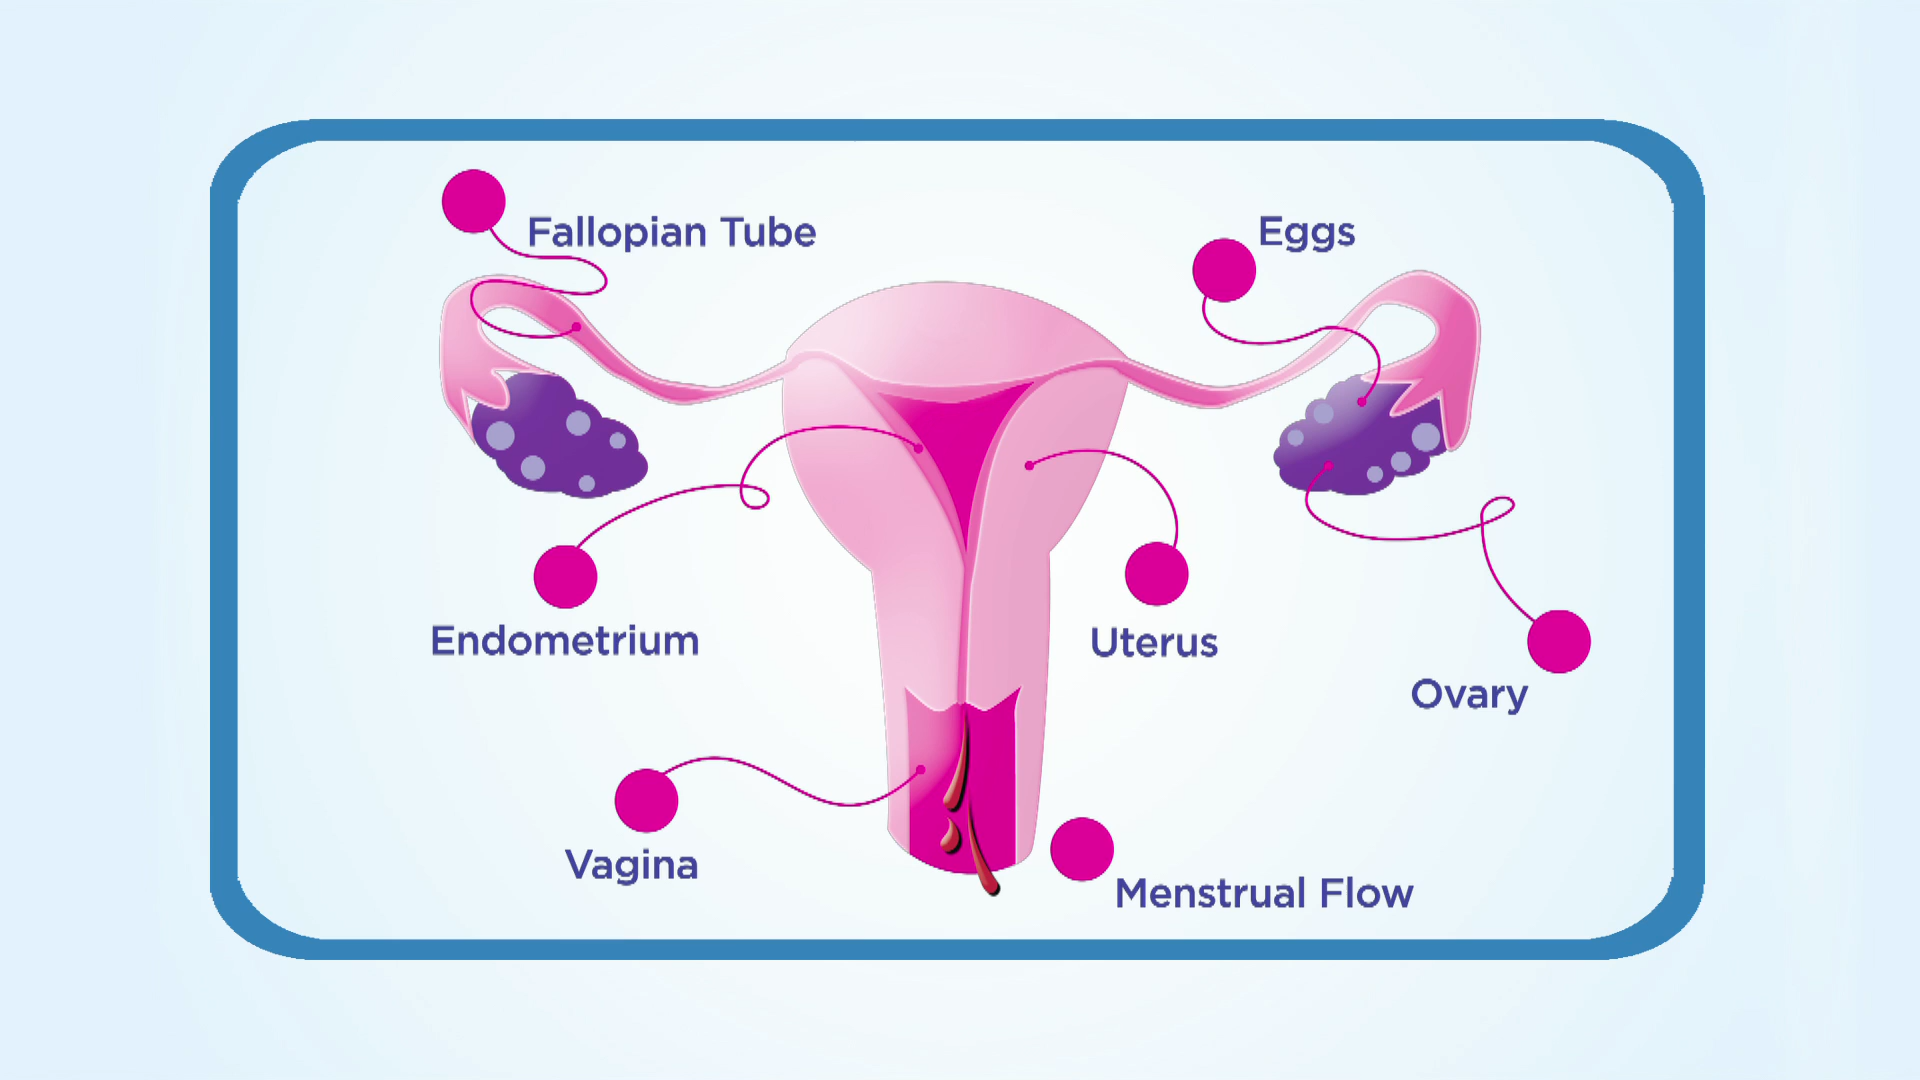 Fallopian Tube
Eggs
Endometrium
Uterus
Ovary
Vagina
Menstrual Flow